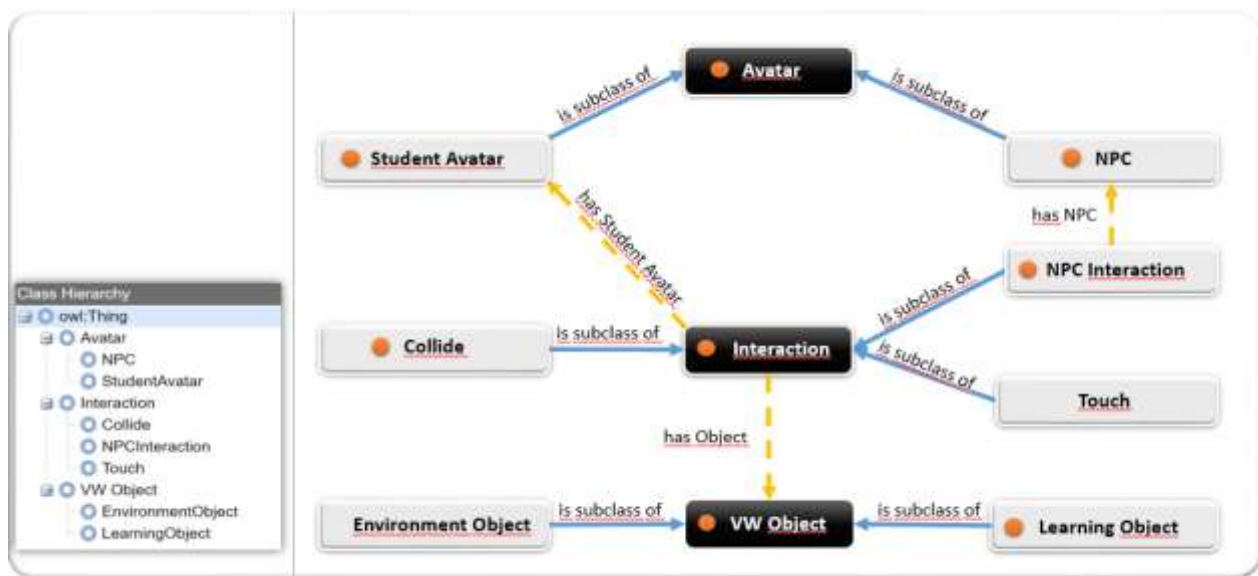 Class Hierarchy
owl:Thing
Avatar
NPC
StudentAvatar
Interaction
Collide
NPCInteraction
Touch
VW Object
EnvironmentObject
LearningObject
Avatar
is subclass of
is subclass of
Student Avatar
NPC
has Student Avatar
has NPC
NPC Interaction
is subclass of
Collide
is subclass of
Interaction
is subclass of
Touch
has Object
Environment Object
is subclass of
VW Object
is subclass of
Learning Object